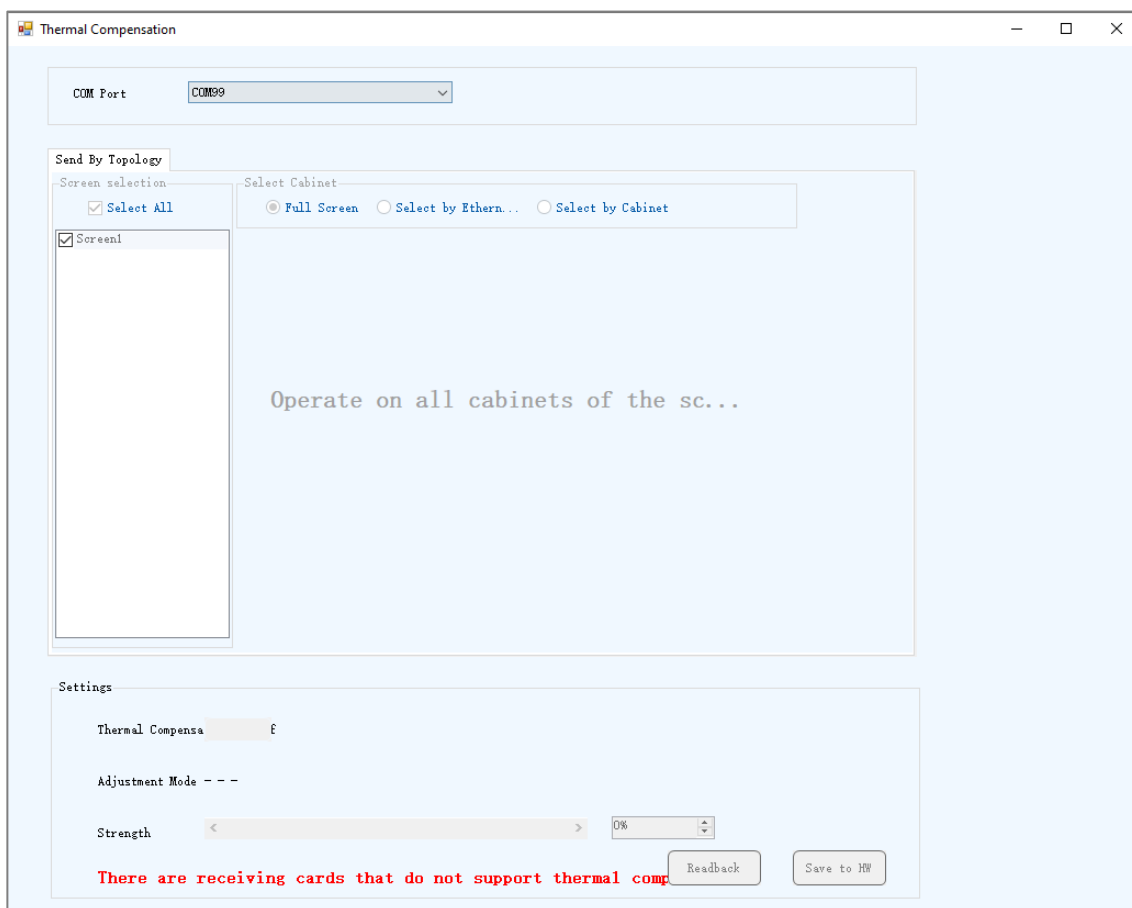 Thermal Compensation
COM Port
COM99
Send By Topology
Screen selection
Select All
Screen1
Select Cabinet
Full Screen
Select by Ethern...
Select by Cabinet
Operate on all cabinets of the sc...
Settings
Thermal Compensa
Adjustment Mode - - -
Strength
0%
There are receiving cards that do not support thermal comp
Readback
Save to HW